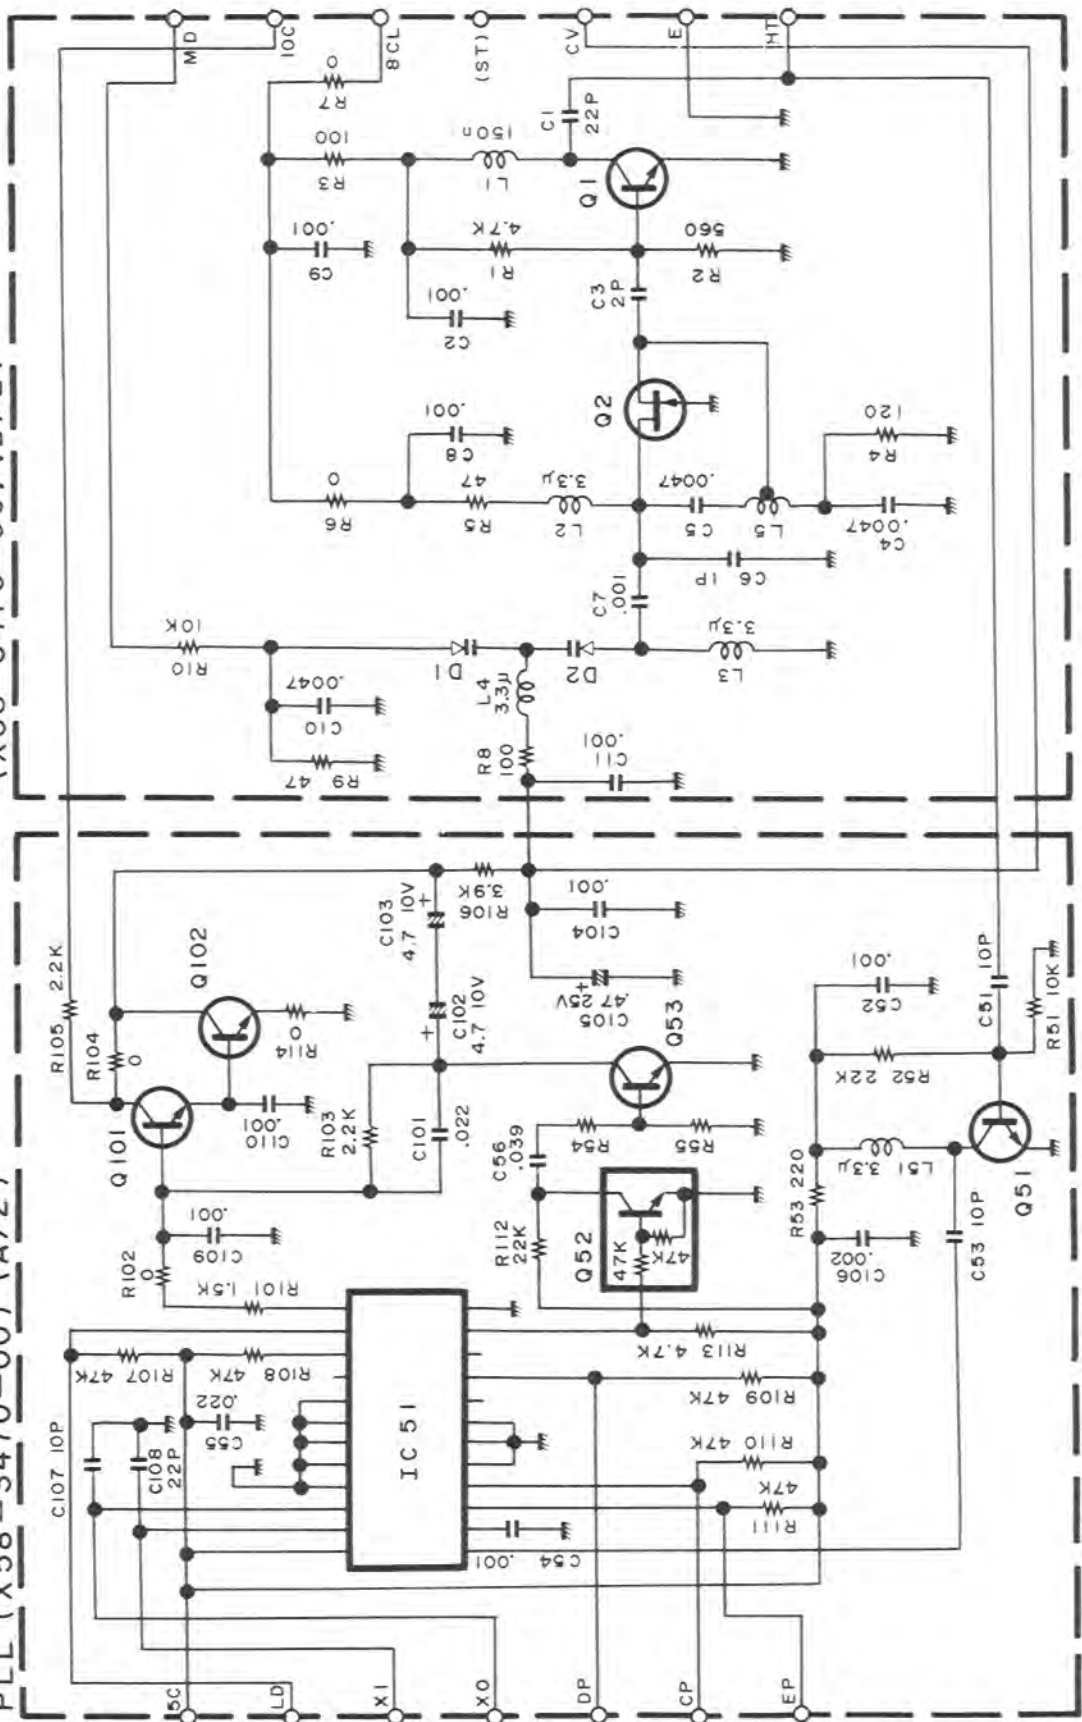 PLL (X58-3470-00) (A/2)
MD
10C
8CL
(ST)
CV
E
HT
R7
0
R3
100
C9
.001
L1
150n
C1
22P
R1
4.7K
C2
.001
Q1
R2
560
C3
2P
Q2
C8
.001
R6
0
R5
47
L2
3.3μ
C5
.0047
L5
R4
120
C4
.0047
C6 1P
C7
.001
L3
3.3μ
R10
10K
D1
D2
L4
3.3μ
R8
100
C11
.001
C10
.0047
R9
47
R105 2.2K
R104
0
Q102
R114
0
Q101
C110
.001
R103
2.2K
C103
4.7 10V
+
R106
3.9K
C102
4.7 10V
+
C104
.001
C105
.47 25V
+
Q53
C101
.022
C56
.039
R54
R55
R112
22K
Q52
47K
47K
R102
0
C109
.001
R101
1.5K
C52
.001
R52 22K
C51 10P
R51 10K
L51
3.3μ
Q51
R53 220
C106
.002
C53 10P
R107
47K
R108
47K
C55
.022
C107 10P
C108
22P
IC51
R113
4.7K
R109
47K
R110
47K
R111
47K
C54
.001
5C
LD
XI
XO
DP
CP
EP